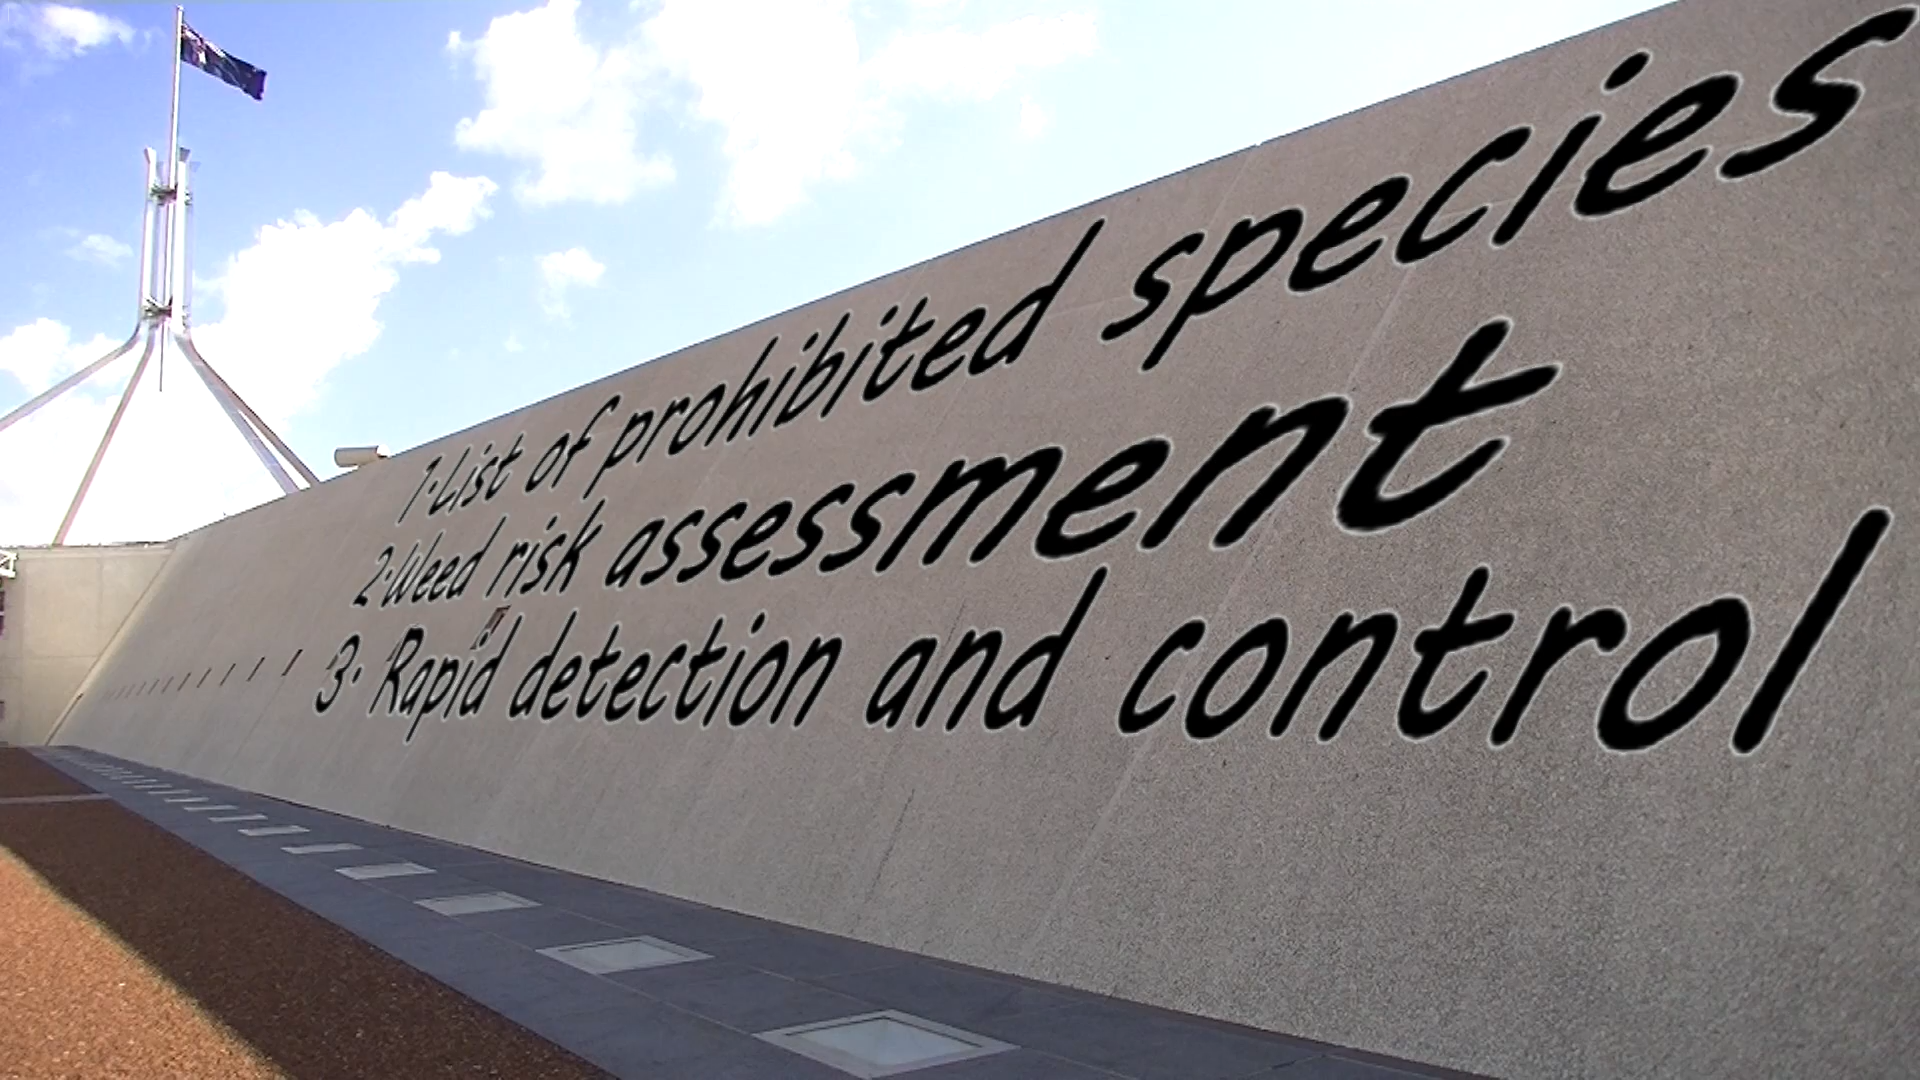 1.List of prohibited species
2.Weed risk assessment
3. Rapid detection and control